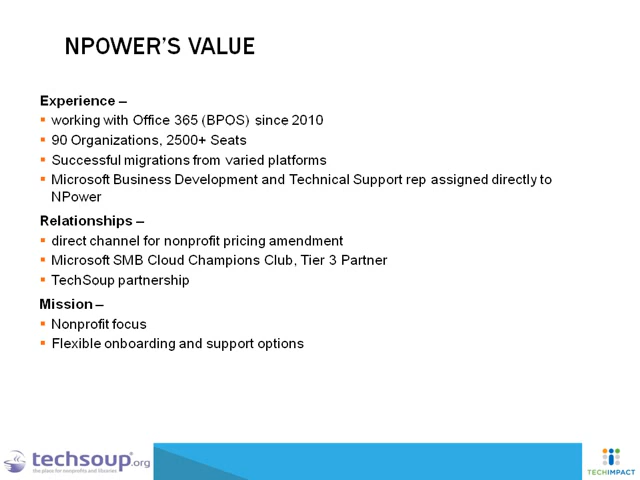 NPOWER'S VALUE
Experience –
▪ working with Office 365 (BPOS) since 2010
▪ 90 Organizations, 2500+ Seats
▪ Successful migrations from varied platforms
▪ Microsoft Business Development and Technical Support rep assigned directly to
NPower
Relationships –
▪ direct channel for nonprofit pricing amendment
▪ Microsoft SMB Cloud Champions Club, Tier 3 Partner
▪ TechSoup partnership
Mission –
▪ Nonprofit focus
▪ Flexible onboarding and support options
techsoup.org
the place for nonprofits and libraries
TECHIMPACT